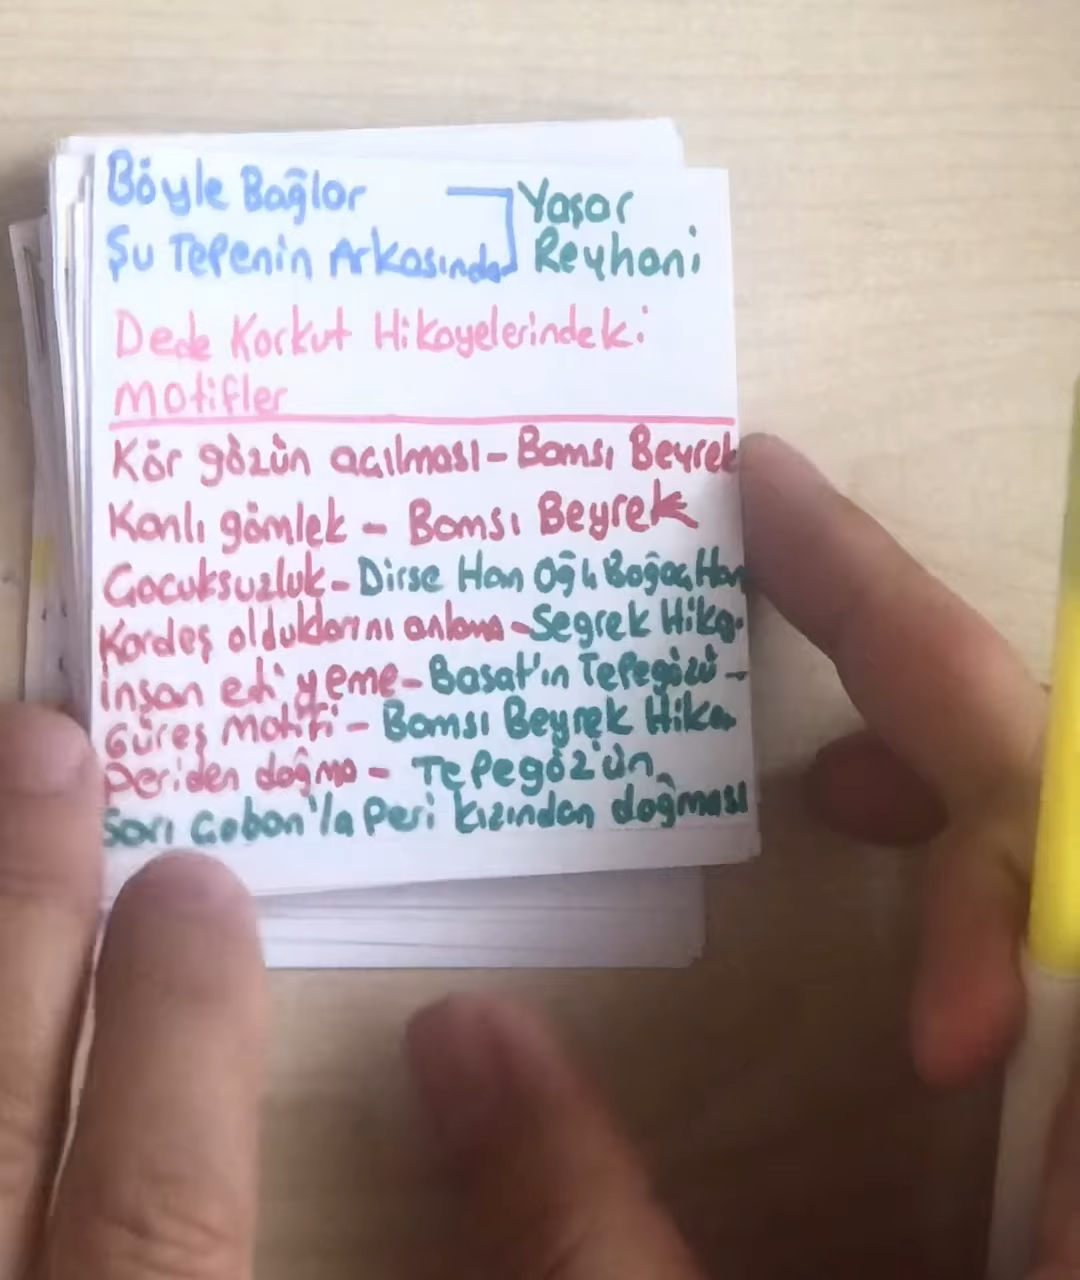 Böyle Bağlar
Yaşar
Şu Tepenin Arkasında
Reyhani
Dede Korkut Hikayelerindeki
Motifler
Kör gözün açılması - Bamsı Beyrek
Kanlı gömlek - Bamsı Beyrek
Çocuksuzluk - Dirse Han Oğlu Boğaç Han
Kardeş olduklarını anlama - Segrek Hika.
İnsan eti yeme - Basat'ın Tepegözü -
Güreş Motifi - Bamsı Beyrek Hika.
Periden doğma - Tepegöz'ün
Sarı Çoban'la Peri kızından doğması